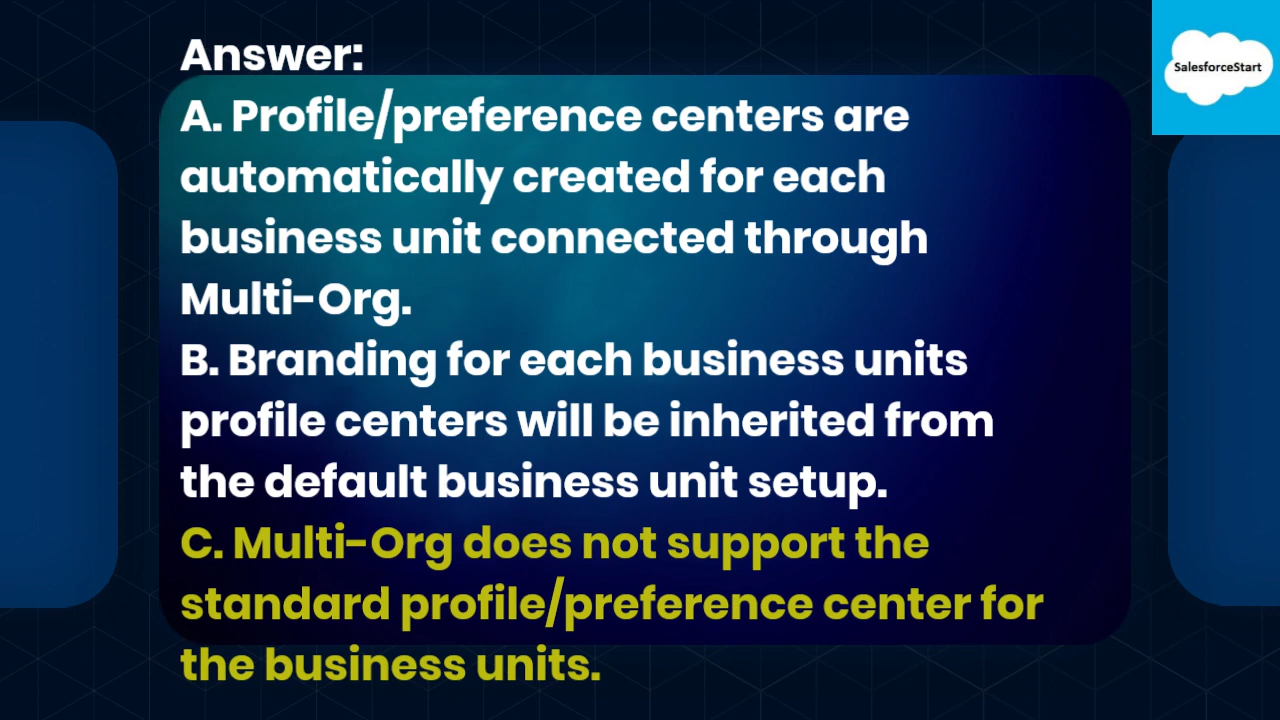 Answer:
SalesforceStart
A. Profile/preference centers are
automatically created for each
business unit connected through
Multi-Org.
B. Branding for each business units
profile centers will be inherited from
the default business unit setup.
C. Multi-Org does not support the
standard profile/preference center for
the business units.